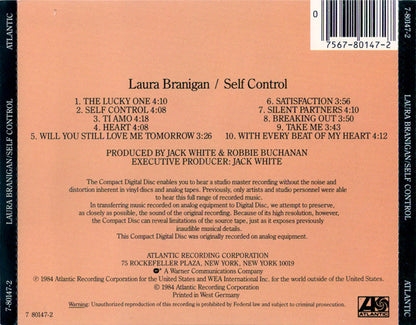 7-80147-2
ATLANTIC
LAURA BRANIGAN/SELF CONTROL
7-80147-2
ATLANTIC
0
7567-80147-2
Laura Branigan / Self Control
1. THE LUCKY ONE 4:10
2. SELF CONTROL 4:08
3. TI AMO 4:18
4. HEART 4:08
5. WILL YOU STILL LOVE ME TOMORROW 3:26
6. SATISFACTION 3:56
7. SILENT PARTNERS 4:10
8. BREAKING OUT 3:50
9. TAKE ME 3:43
10. WITH EVERY BEAT OF MY HEART 4:12
PRODUCED BY JACK WHITE & ROBBIE BUCHANAN
EXECUTIVE PRODUCER: JACK WHITE
The Compact Digital Disc enables you to hear a studio master recording without the noise and
distortion inherent in vinyl discs and analog tapes. Previously, only artists and studio personnel were able to
hear this full range of recorded music.
In transferring music recorded on analog equipment to Digital Disc, we attempt to preserve,
as closely as possible, the sound of the original recording. Because of its high resolution, however,
the Compact Disc can reveal limitations of the source tape, just as it exposes previously
inaudible musical details.
This Compact Digital Disc was originally recorded on analog equipment.
ATLANTIC RECORDING CORPORATION
75 ROCKEFELLER PLAZA, NEW YORK, NEW YORK 10019
A Warner Communications Company
℗ 1984 Atlantic Recording Corporation for the United States and WEA International Inc. for the world outside of the United States.
© 1984 Atlantic Recording Corporation
Printed in West Germany
Warning: Unauthorized reproduction of this recording is prohibited by Federal law and subject to criminal prosecution.
7 80147-2
ATLANTIC
7-80147-2
LAURA BRANIGAN/SELF CONTROL
ATLANTIC